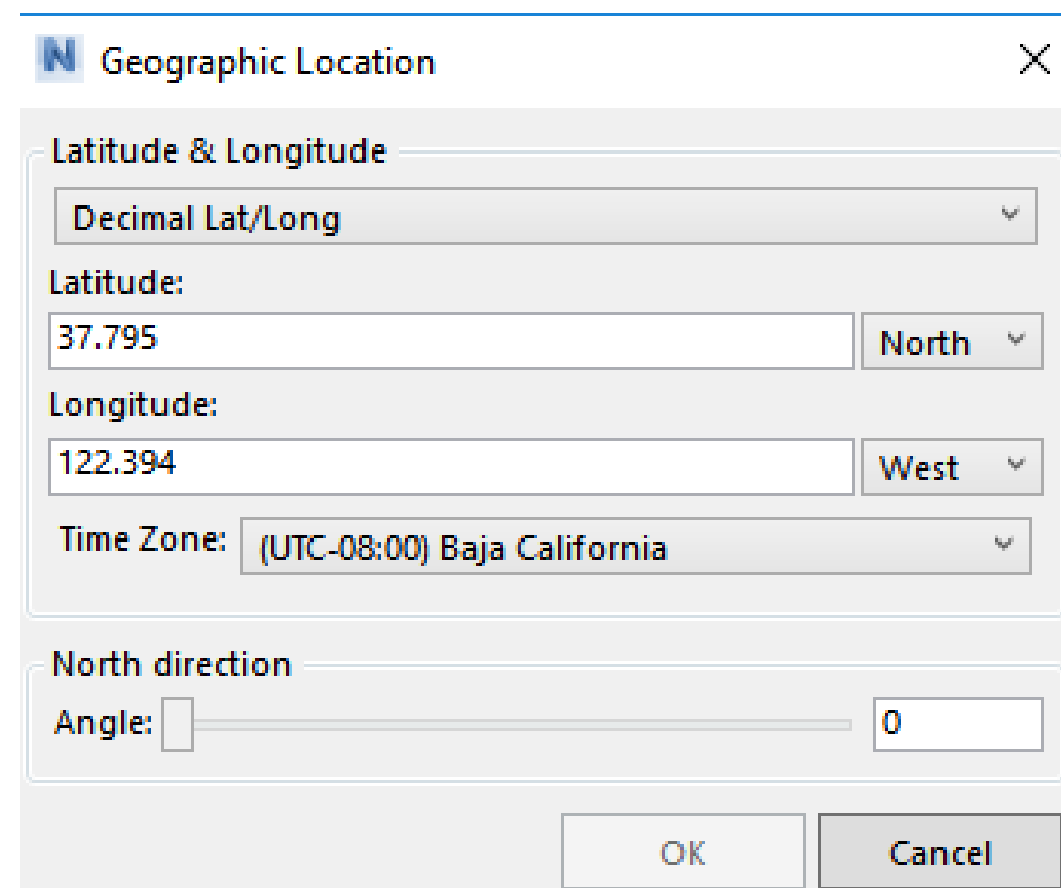 N Geographic Location
Latitude & Longitude
Decimal Lat/Long
Latitude:
37.795 North
Longitude:
122.394 West
Time Zone: (UTC-08:00) Baja California
North direction
Angle: 0
OK Cancel